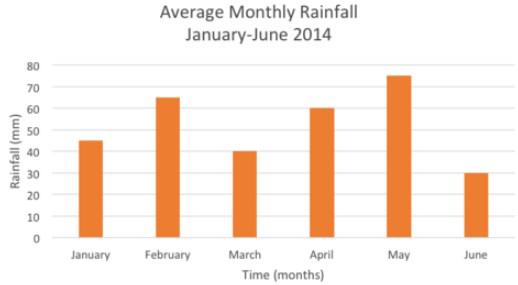 Average Monthly Rainfall
January-June 2014
80
70
60
50
40
30
20
10
0
Rainfall (mm)
January February March April May June
Time (months)